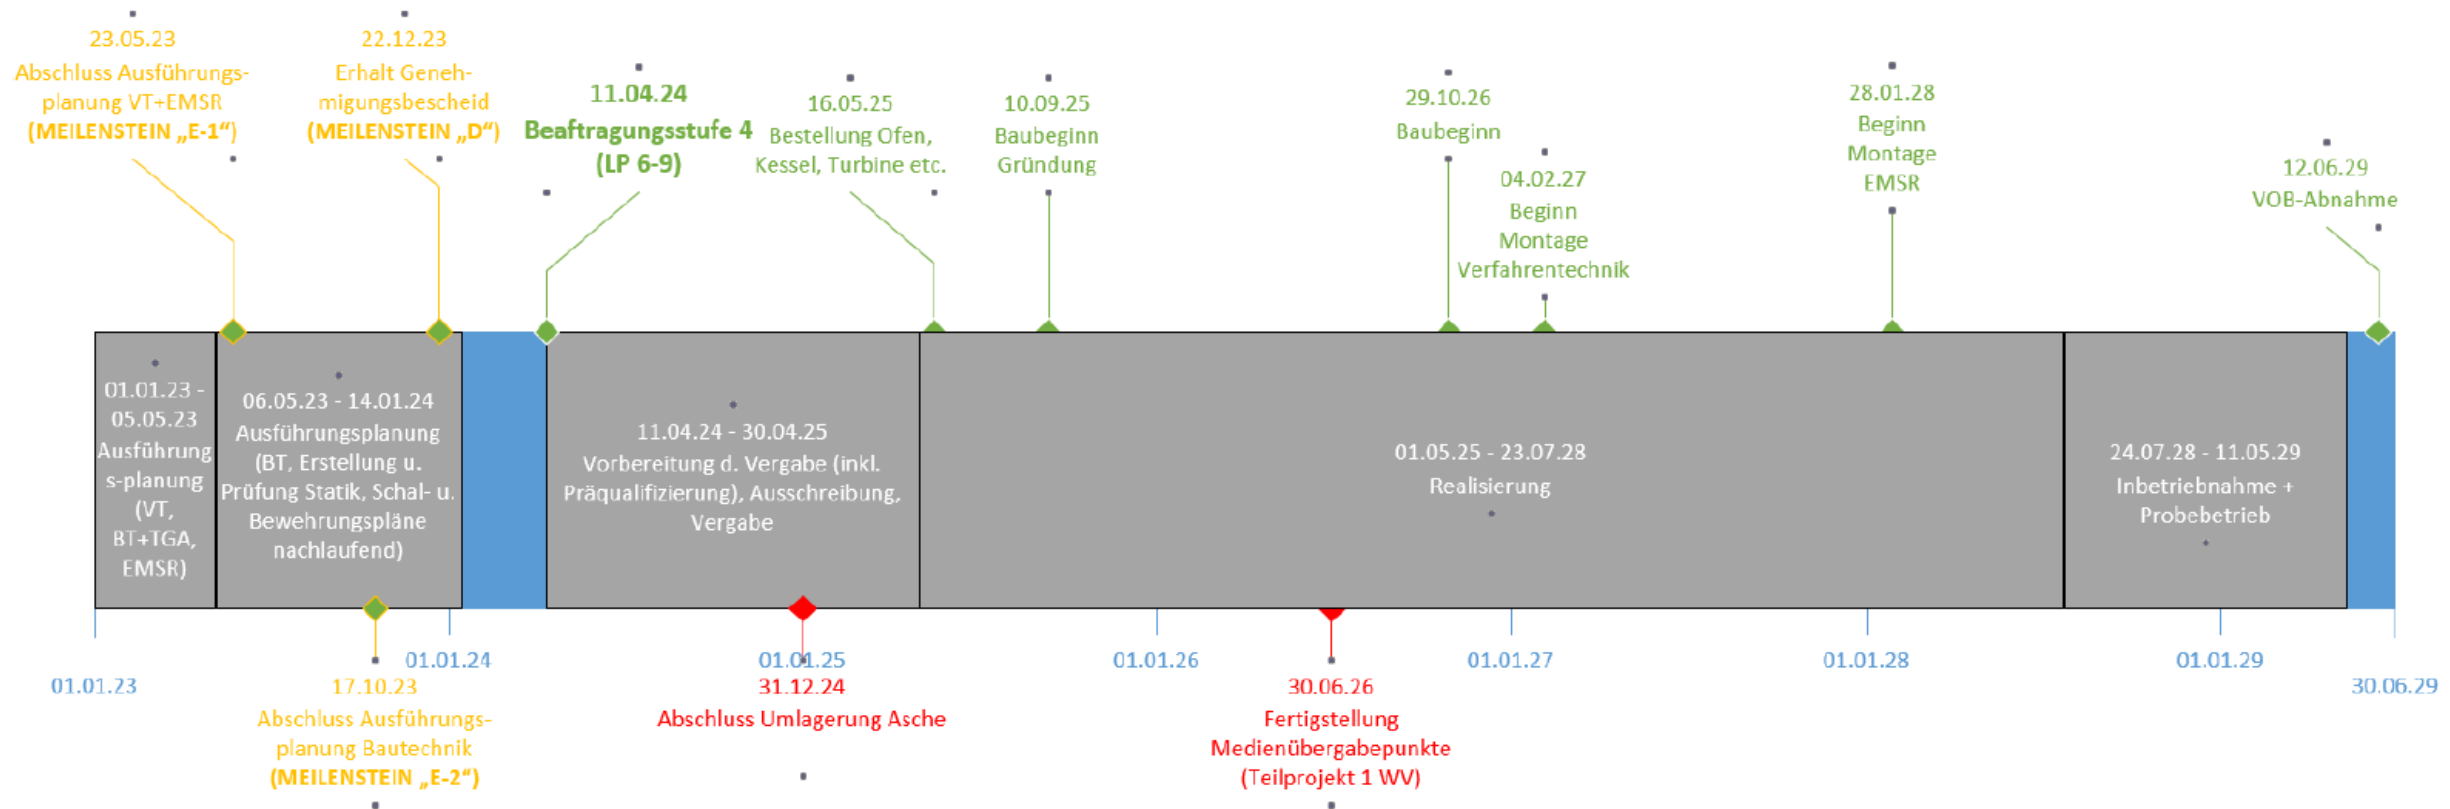 23.05.23
Abschluss Ausführungs-
planung VT+EMSR
(MEILENSTEIN „E-1“)
22.12.23
Erhalt Geneh-
migungsbescheid
(MEILENSTEIN „D“)
11.04.24
Beaftragungsstufe 4
(LP 6-9)
16.05.25
Bestellung Ofen,
Kessel, Turbine etc.
10.09.25
Baubeginn
Gründung
29.10.26
Baubeginn
04.02.27
Beginn
Montage
Verfahrentechnik
28.01.28
Beginn
Montage
EMSR
12.06.29
VOB-Abnahme
01.01.23 -
05.05.23
Ausführung
s-planung
(VT,
BT+TGA,
EMSR)
06.05.23 - 14.01.24
Ausführungsplanung
(BT, Erstellung u.
Prüfung Statik, Schal- u.
Bewehrungspläne
nachlaufend)
11.04.24 - 30.04.25
Vorbereitung d. Vergabe (inkl.
Präqualifizierung), Ausschreibung,
Vergabe
01.05.25 - 23.07.28
Realisierung
24.07.28 - 11.05.29
Inbetriebnahme +
Probebetrieb
01.01.23
01.01.24
01.01.25
01.01.26
01.01.27
01.01.28
01.01.29
30.06.29
17.10.23
Abschluss Ausführungs-
planung Bautechnik
(MEILENSTEIN „E-2“)
31.12.24
Abschluss Umlagerung Asche
30.06.26
Fertigstellung
Medienübergabepunkte
(Teilprojekt 1 WV)